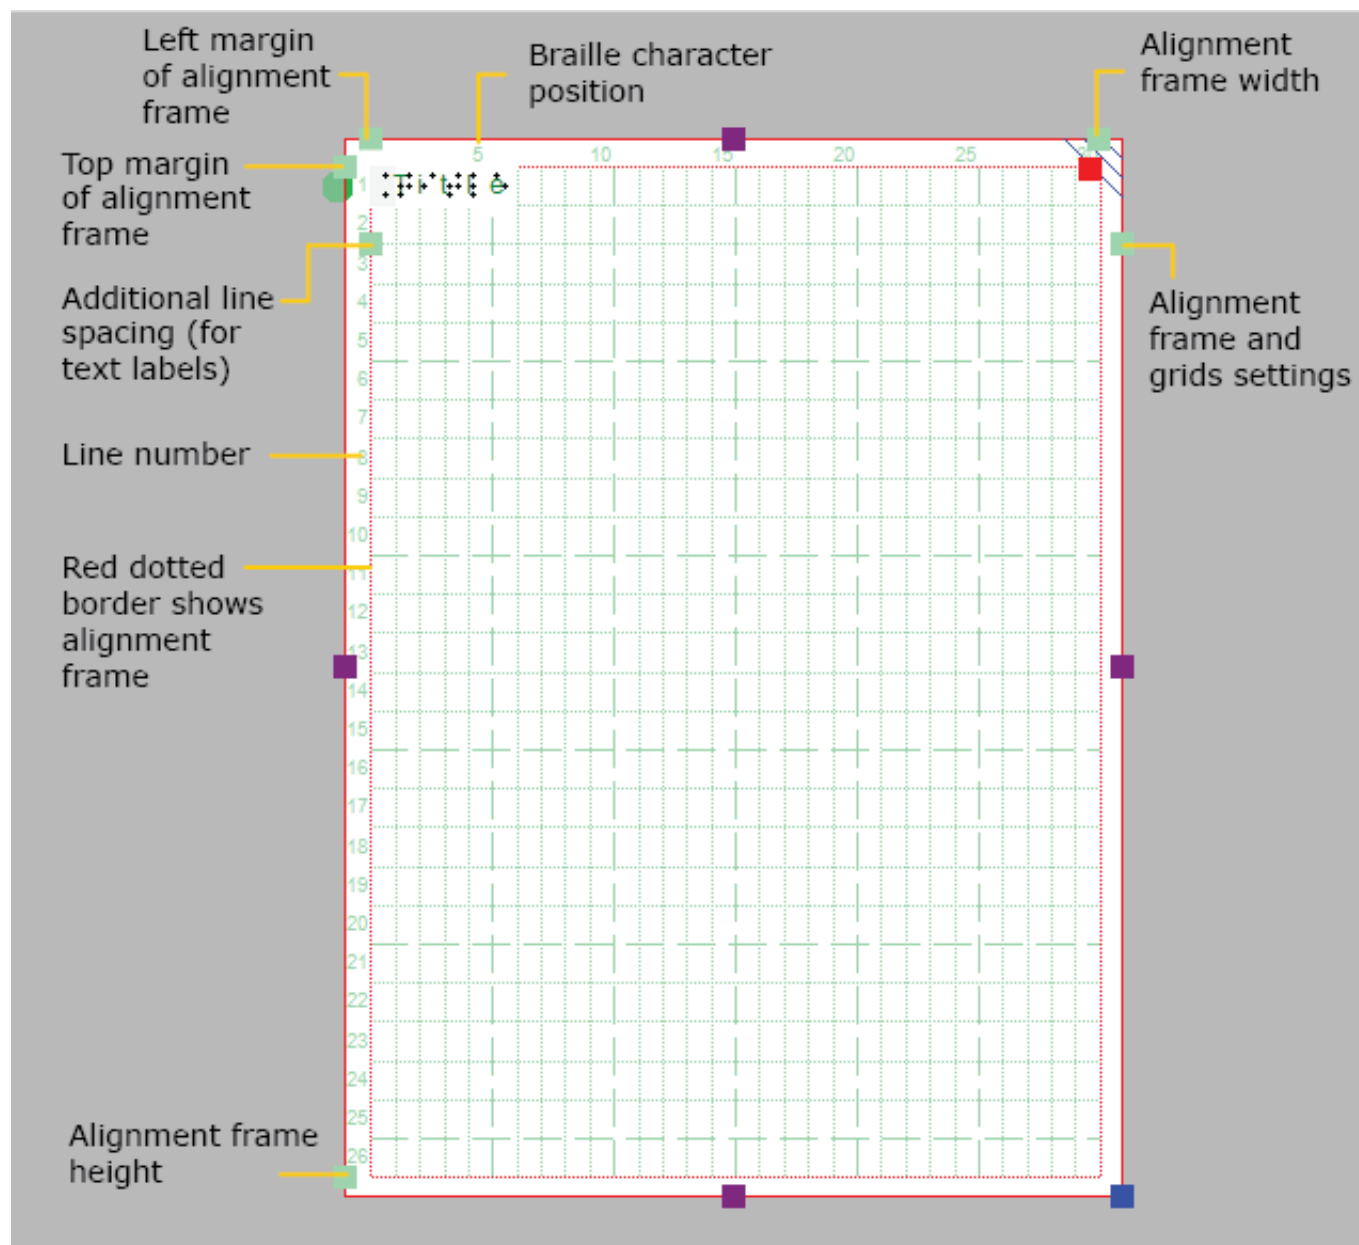 Left margin
of alignment
frame
Braille character
position
Alignment
frame width
Top margin
of alignment
frame
5 10 15 20 25
1 Title
2
3
Additional line
spacing (for
text labels)
Alignment
frame and
grids settings
4
5
6
7
Line number
8
9
10
Red dotted
border shows
alignment
frame
11
12
13
14
15
16
17
18
19
20
21
22
23
24
25
Alignment frame
height
26